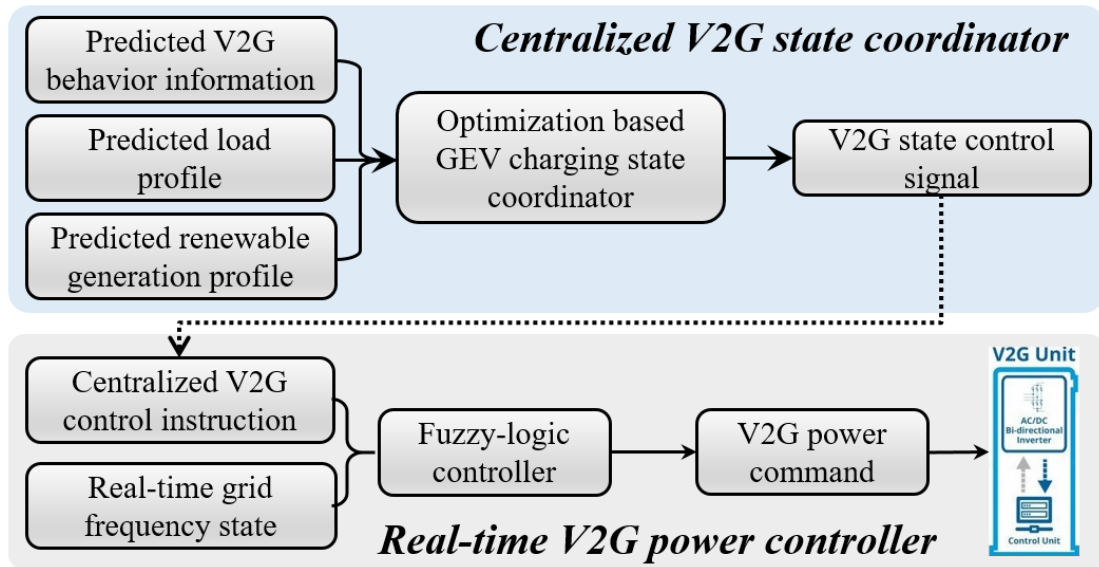 Centralized V2G state coordinator
Predicted V2G
behavior information
Predicted load
profile
Predicted renewable
generation profile
Optimization based
GEV charging state
coordinator
V2G state control
signal
Centralized V2G
control instruction
Real-time grid
frequency state
Fuzzy-logic
controller
V2G power
command
V2G Unit
AC/DC
Bi-directional
Inverter
Control Unit
Real-time V2G power controller